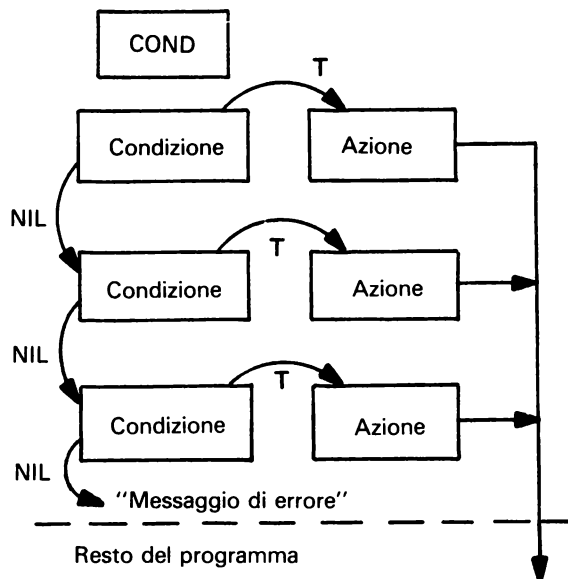 COND
T
Condizione
Azione
NIL
T
Condizione
Azione
NIL
T
Condizione
Azione
NIL
"Messaggio di errore"
Resto del programma